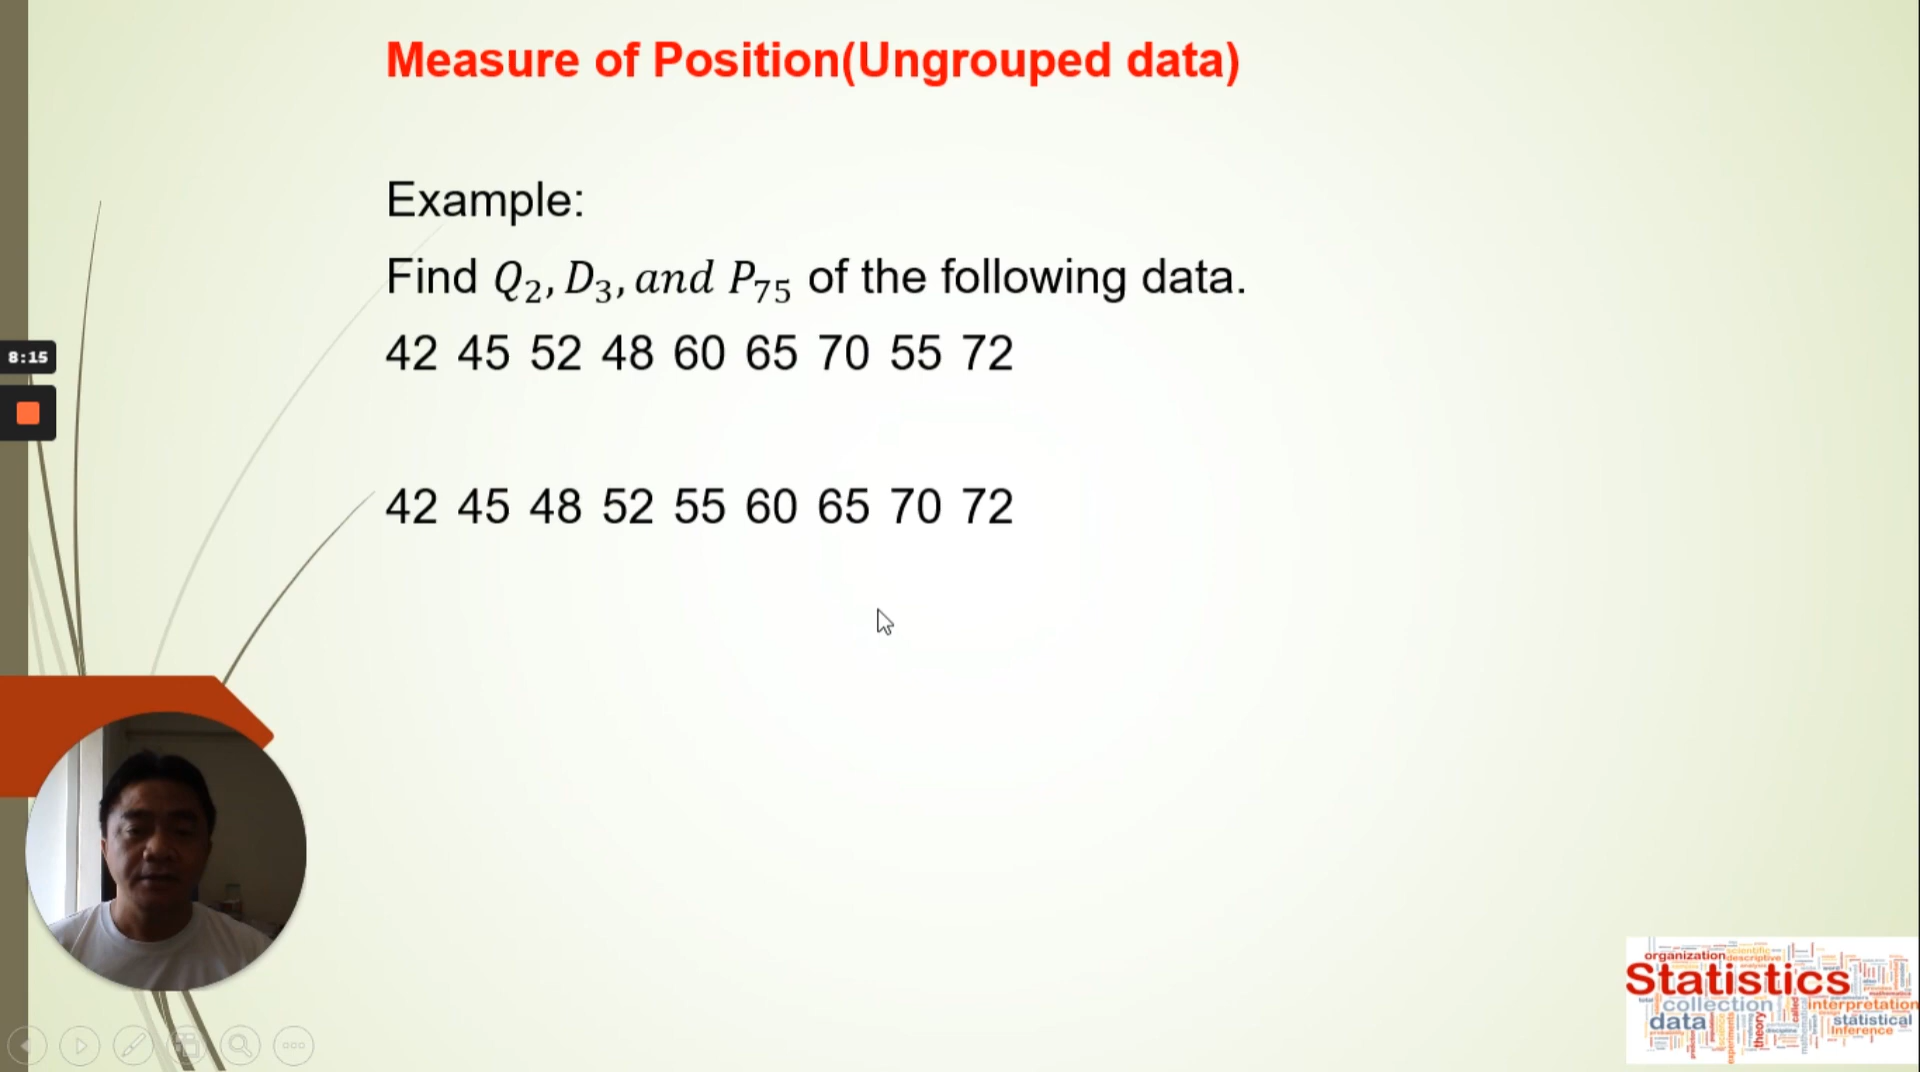 Measure of Position(Ungrouped data)
Example:
Find Q₂, D₃, and P₇₅ of the following data.
42 45 52 48 60 65 70 55 72
8:15
42 45 48 52 55 60 65 70 72
organization
scientific
descriptive
Statistics
collection
interpretation
data
theory
statistical
Inference